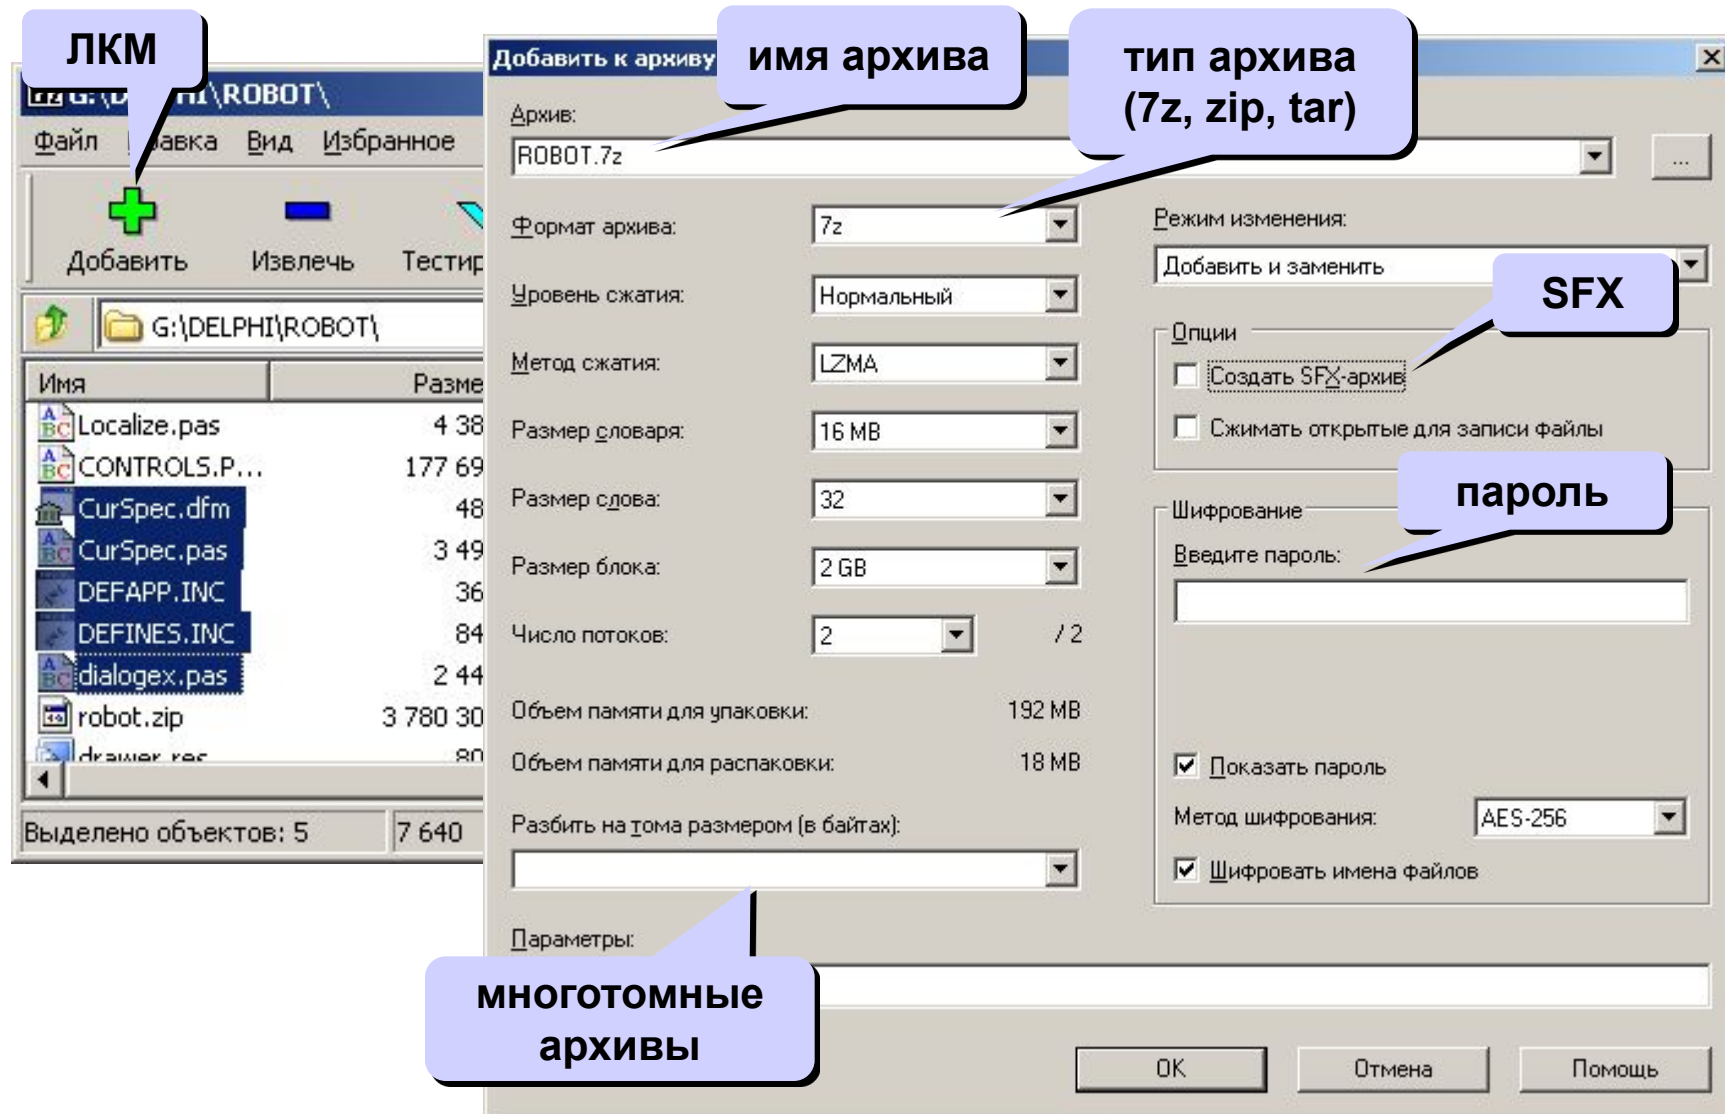 ЛКМ
G:\DELPHI\ROBOT\
Файл Правка Вид Избранное
Добавить Извлечь Тестир
G:\DELPHI\ROBOT\
Имя Разме
Localize.pas 4 38
CONTROLS.P... 177 69
CurSpec.dfm 48
CurSpec.pas 3 49
DEFAPP.INC 36
DEFINES.INC 84
dialogex.pas 2 44
robot.zip 3 780 30
drawer.res 80
Выделено объектов: 5 7 640
Добавить к архиву
имя архива
тип архива
(7z, zip, tar)
Архив:
ROBOT.7z
...
Формат архива: 7z
Уровень сжатия: Нормальный
Метод сжатия: LZMA
Размер словаря: 16 MB
Размер слова: 32
Размер блока: 2 GB
Число потоков: 2 / 2
Объем памяти для упаковки: 192 MB
Объем памяти для распаковки: 18 MB
Разбить на тома размером (в байтах):
многотомные
архивы
Параметры:
Режим изменения:
Добавить и заменить
SFX
Опции
Создать SFX-архив
Сжимать открытые для записи файлы
пароль
Шифрование
Введите пароль:
Показать пароль
Метод шифрования: AES-256
Шифровать имена файлов
OK Отмена Помощь